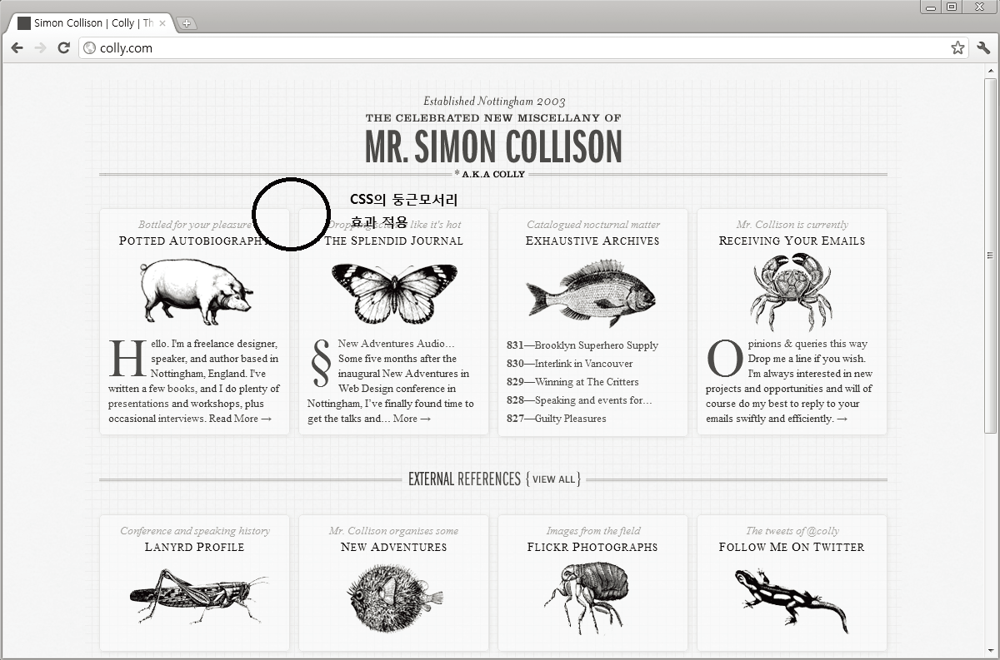 Simon Collison | Colly | Th
colly.com
Established Nottingham 2003
THE CELEBRATED NEW MISCELLANY OF
MR. SIMON COLLISON
* A.K.A COLLY
CSS의 둥근모서리
효과 적용
Bottled for your pleasure
POTTED AUTOBIOGRAPHY
Hello. I'm a freelance designer,
speaker, and author based in
Nottingham, England. I've
written a few books, and I do plenty of
presentations and workshops, plus
occasional interviews. Read More →
Dropping like it's hot
THE SPLENDID JOURNAL
§ New Adventures Audio…
Some five months after the
inaugural New Adventures in
Web Design conference in
Nottingham, I've finally found time to
get the talks and… More →
Catalogued nocturnal matter
EXHAUSTIVE ARCHIVES
831—Brooklyn Superhero Supply
830—Interlink in Vancouver
829—Winning at The Critters
828—Speaking and events for…
827—Guilty Pleasures
Mr. Collison is currently
RECEIVING YOUR EMAILS
Opinions & queries this way
Drop me a line if you wish.
I'm always interested in new
projects and opportunities and will of
course do my best to reply to your
emails swiftly and efficiently. →
EXTERNAL REFERENCES {VIEW ALL}
Conference and speaking history
LANYRD PROFILE
Mr. Collison organises some
NEW ADVENTURES
Images from the field
FLICKR PHOTOGRAPHS
The tweets of @colly
FOLLOW ME ON TWITTER